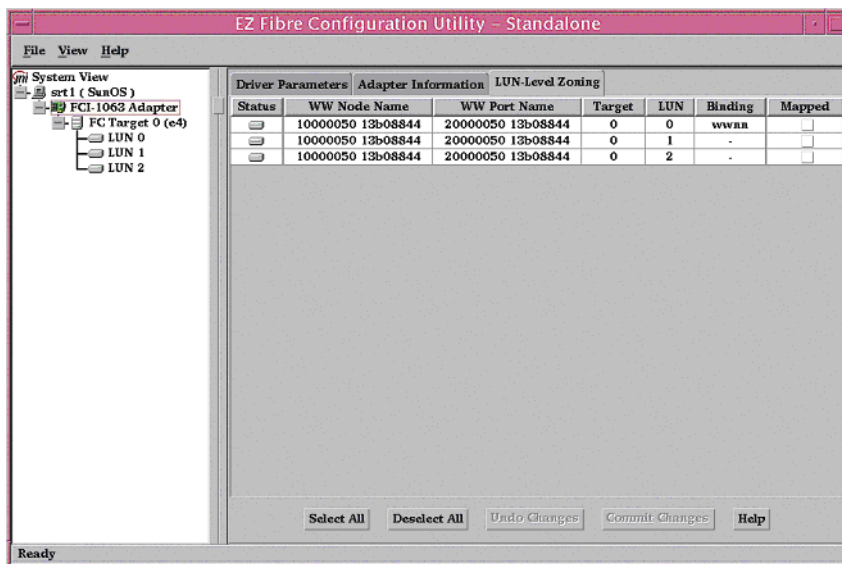 EZ Fibre Configuration Utility - Standalone
File View Help
jni System View
srt1 ( SunOS )
FCI-1063 Adapter
FC Target 0 (e4)
LUN 0
LUN 1
LUN 2
Driver Parameters Adapter Information LUN-Level Zoning
Status WW Node Name WW Port Name Target LUN Binding Mapped
10000050 13b08844 20000050 13b08844 0 0 wwnn
10000050 13b08844 20000050 13b08844 0 1 -
10000050 13b08844 20000050 13b08844 0 2 -
Select All Deselect All Undo Changes Commit Changes Help
Ready